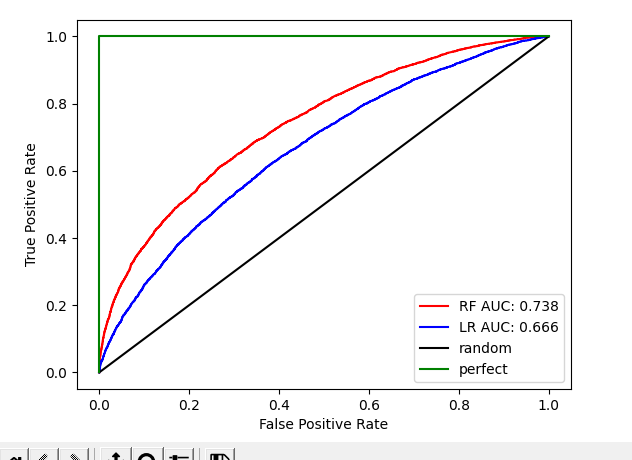 1.0
0.8
0.6
0.4
0.2
0.0
True Positive Rate
RF AUC: 0.738
LR AUC: 0.666
random
perfect
0.0 0.2 0.4 0.6 0.8 1.0
False Positive Rate